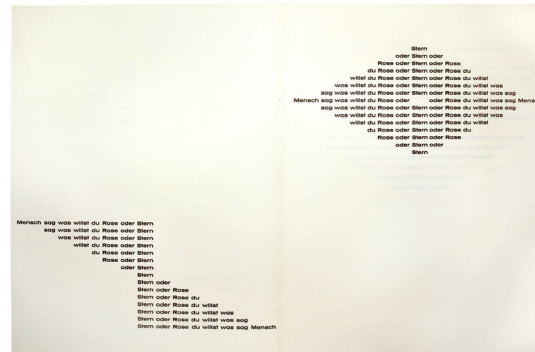 Mensch sag was willst du Rose oder Stern
sag was willst du Rose oder Stern
was willst du Rose oder Stern
willst du Rose oder Stern
du Rose oder Stern
Rose oder Stern
oder Stern
Stern
Stern oder
Stern oder Rose
Stern oder Rose du
Stern oder Rose du willst
Stern oder Rose du willst was
Stern oder Rose du willst was sag
Stern oder Rose du willst was sag Mensch
Stern
oder Stern oder
Rose oder Stern oder Rose
du Rose oder Stern oder Rose du
willst du Rose oder Stern oder Rose du willst
was willst du Rose oder Stern oder Rose du willst was
sag was willst du Rose oder Stern oder Rose du willst was sag
Mensch sag was willst du Rose oder oder Rose du willst was sag Mens
sag was willst du Rose oder Stern oder Rose du willst was sag
was willst du Rose oder Stern oder Rose du willst was
willst du Rose oder Stern oder Rose du willst
du Rose oder Stern oder Rose du
Rose oder Stern oder Rose
oder Stern oder
Stern